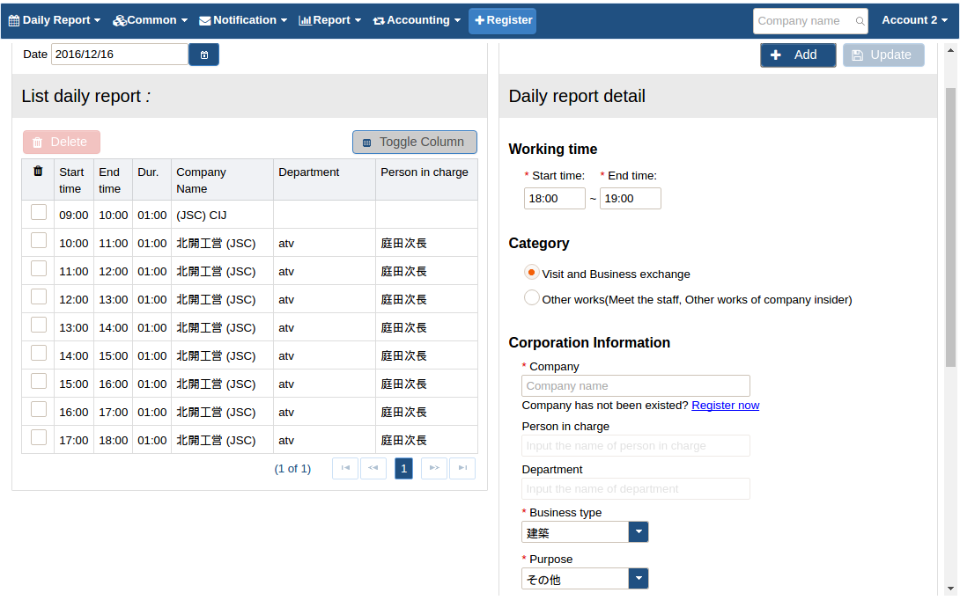 Daily Report Common Notification Report Accounting Register Company name Account 2
Date 2016/12/16
List daily report :
Delete Toggle Column
Start time End time Dur. Company Name Department Person in charge
09:00 10:00 01:00 (JSC) CIJ
10:00 11:00 01:00 北開工営 (JSC) atv 庭田次長
11:00 12:00 01:00 北開工営 (JSC) atv 庭田次長
12:00 13:00 01:00 北開工営 (JSC) atv 庭田次長
13:00 14:00 01:00 北開工営 (JSC) atv 庭田次長
14:00 15:00 01:00 北開工営 (JSC) atv 庭田次長
15:00 16:00 01:00 北開工営 (JSC) atv 庭田次長
16:00 17:00 01:00 北開工営 (JSC) atv 庭田次長
17:00 18:00 01:00 北開工営 (JSC) atv 庭田次長
(1 of 1) 1
Add Update
Daily report detail
Working time
* Start time: * End time:
18:00 ~ 19:00
Category
Visit and Business exchange
Other works(Meet the staff, Other works of company insider)
Corporation Information
* Company
Company name
Company has not been existed? Register now
Person in charge
Input the name of person in charge
Department
Input the name of department
* Business type
建築
* Purpose
その他